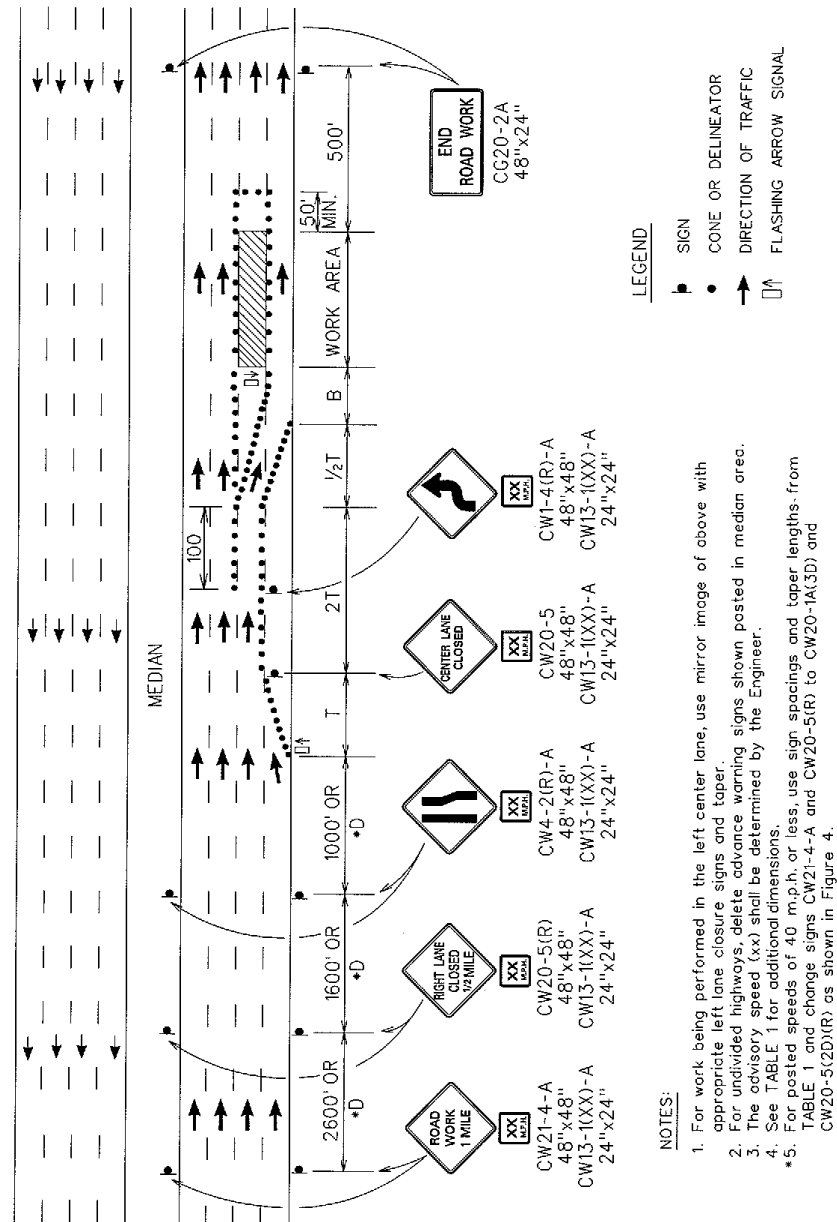 MEDIAN
100
2600' OR
*D
1600' OR
*D
1000' OR
*D
T
2T
½T
B
WORK AREA
50'
MIN.
500'
ROAD
WORK
1 MILE
XX
M.P.H.
CW21-4-A
48"x48"
CW13-1(XX)-A
24"x24"
RIGHT LANE
CLOSED
1/2 MILE
XX
M.P.H.
CW20-5(R)
48"x48"
CW13-1(XX)-A
24"x24"
XX
M.P.H.
CW4-2(R)-A
48"x48"
CW13-1(XX)-A
24"x24"
CENTER LANE
CLOSED
XX
M.P.H.
CW20-5
48"x48"
CW13-1(XX)-A
24"x24"
XX
M.P.H.
CW1-4(R)-A
48"x48"
CW13-1(XX)-A
24"x24"
END
ROAD WORK
CG20-2A
48"x24"
NOTES:
1. For work being performed in the left center lane, use mirror image of above with
appropriate left lane closure signs and taper.
2. For undivided highways, delete advance warning signs shown posted in median area.
3. The advisory speed (xx) shall be determined by the Engineer.
4. See TABLE 1 for additional dimensions.
*5. For posted speeds of 40 m.p.h. or less, use sign spacings and taper lengths from
TABLE 1 and change signs CW21-4-A and CW20-5(R) to CW20-1A(3D) and
CW20-5(2D)(R) as shown in Figure 4.
LEGEND
SIGN
CONE OR DELINEATOR
DIRECTION OF TRAFFIC
FLASHING ARROW SIGNAL